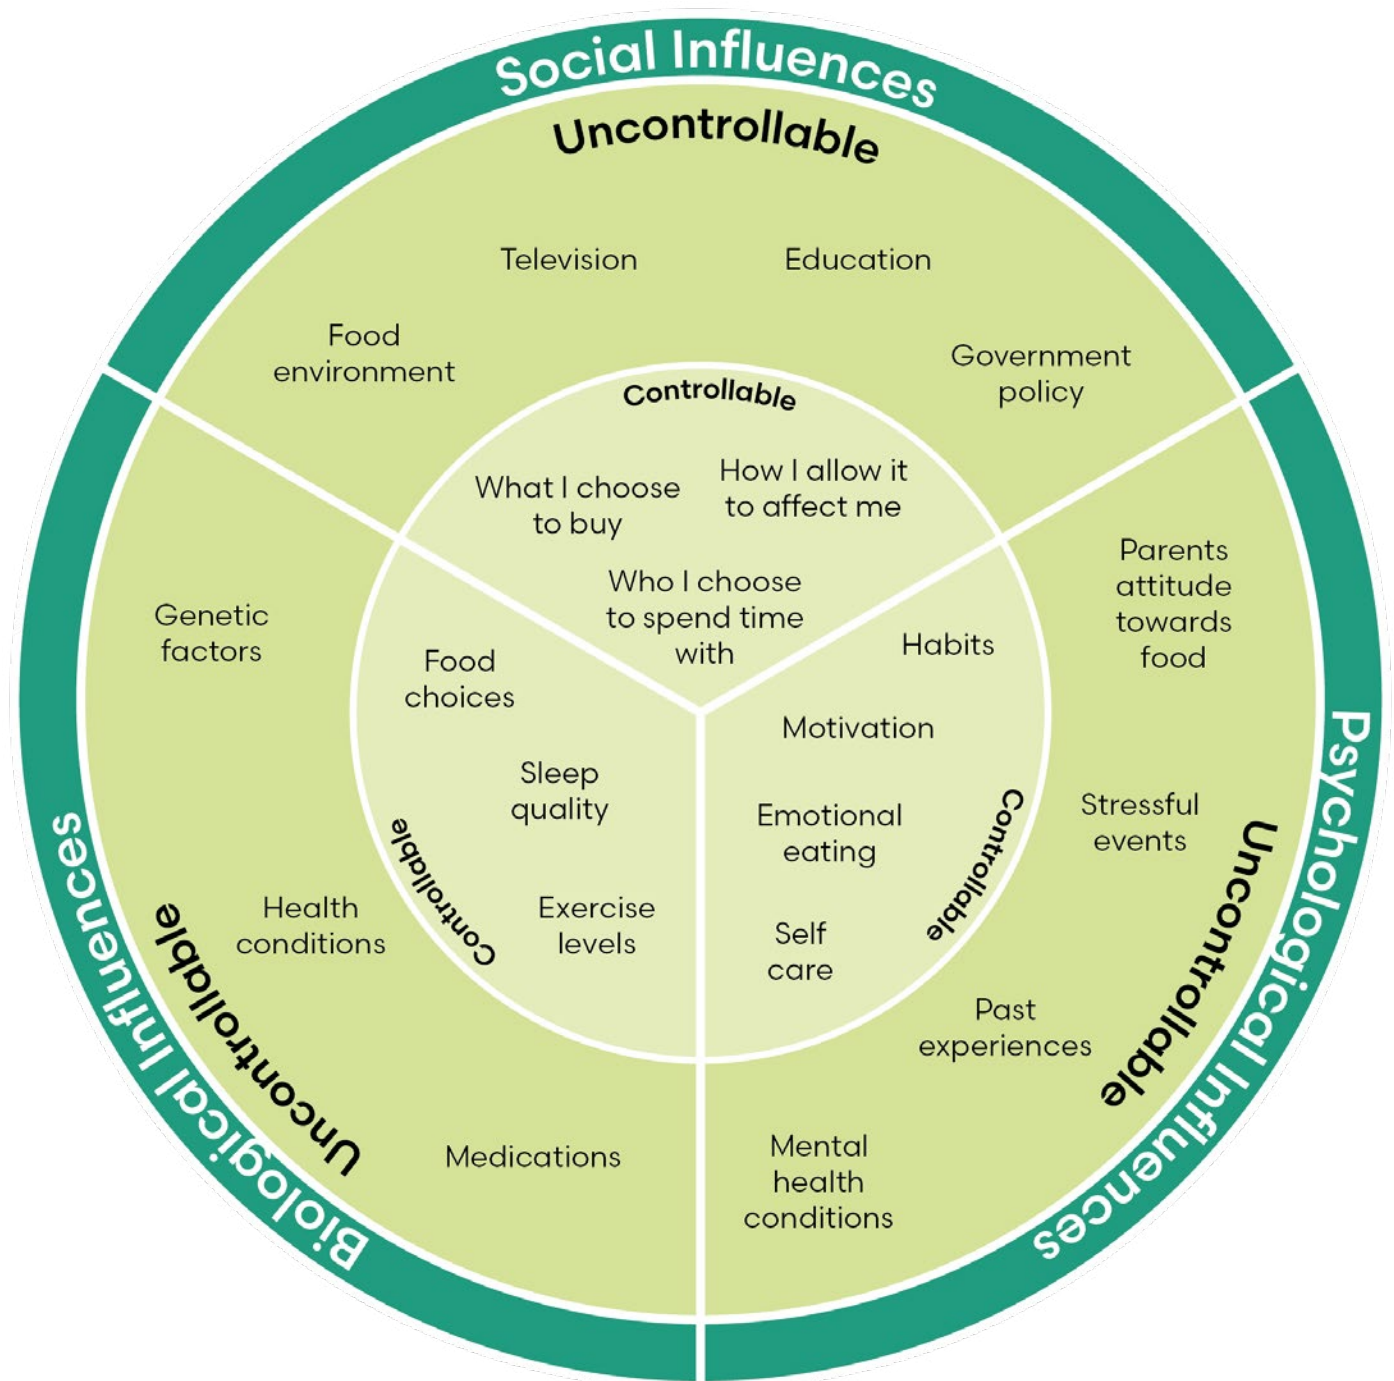 Social Influences
Uncontrollable
Television
Education
Food
environment
Government
policy
Controllable
What I choose
to buy
How I allow it
to affect me
Who I choose
to spend time
with
Psychological Influences
Uncontrollable
Parents
attitude
towards
food
Stressful
events
Past
experiences
Mental
health
conditions
Controllable
Habits
Motivation
Emotional
eating
Self
care
Biological Influences
Uncontrollable
Genetic
factors
Health
conditions
Medications
Controllable
Food
choices
Sleep
quality
Exercise
levels